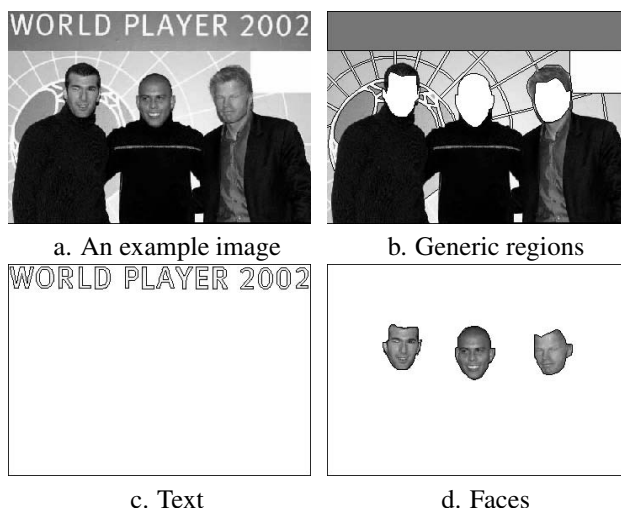 WORLD PLAYER 2002
a. An example image
b. Generic regions
WORLD PLAYER 2002
c. Text
d. Faces